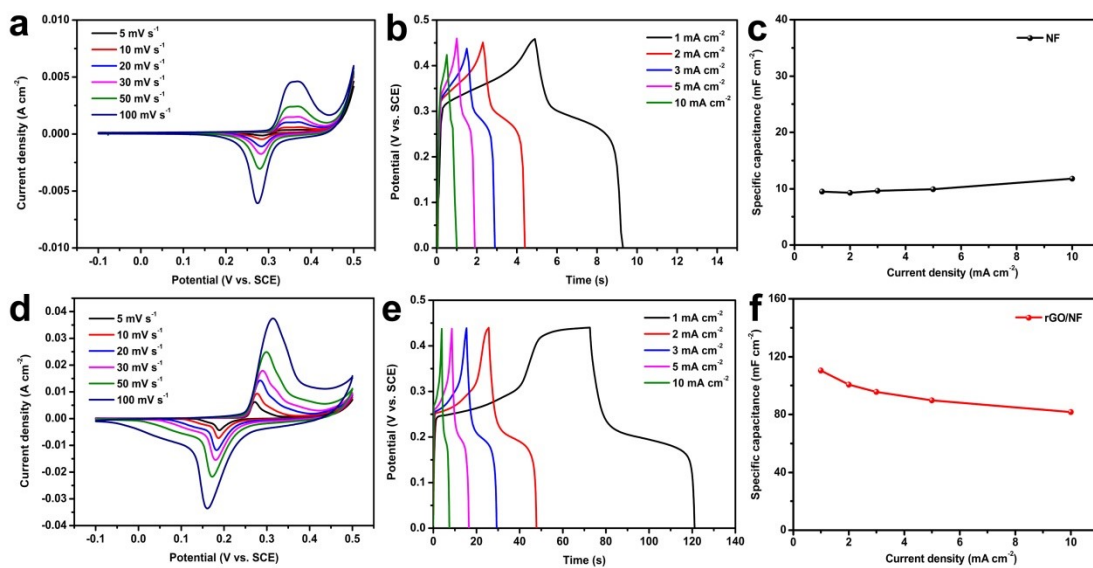 a
5 mV s⁻¹
10 mV s⁻¹
20 mV s⁻¹
30 mV s⁻¹
50 mV s⁻¹
100 mV s⁻¹
0.010
0.005
0.000
-0.005
-0.010
Current density (A cm⁻²)
-0.1 0.0 0.1 0.2 0.3 0.4 0.5
Potential (V vs. SCE)
b
1 mA cm⁻²
2 mA cm⁻²
3 mA cm⁻²
5 mA cm⁻²
10 mA cm⁻²
0.5
0.4
0.3
0.2
0.1
0.0
Potential (V vs. SCE)
0 2 4 6 8 10 12 14
Time (s)
c
NF
40
30
20
10
0
Specific capacitance (mF cm⁻²)
0 2 4 6 8 10
Current density (mA cm⁻²)
d
5 mV s⁻¹
10 mV s⁻¹
20 mV s⁻¹
30 mV s⁻¹
50 mV s⁻¹
100 mV s⁻¹
0.04
0.03
0.02
0.01
0.00
-0.01
-0.02
-0.03
-0.04
Current density (A cm⁻²)
-0.1 0.0 0.1 0.2 0.3 0.4 0.5
Potential (V vs. SCE)
e
1 mA cm⁻²
2 mA cm⁻²
3 mA cm⁻²
5 mA cm⁻²
10 mA cm⁻²
0.5
0.4
0.3
0.2
0.1
0.0
Potential (V vs. SCE)
0 20 40 60 80 100 120 140
Time (s)
f
rGO/NF
160
120
80
40
0
Specific capacitance (mF cm⁻²)
0 2 4 6 8 10
Current density (mA cm⁻²)